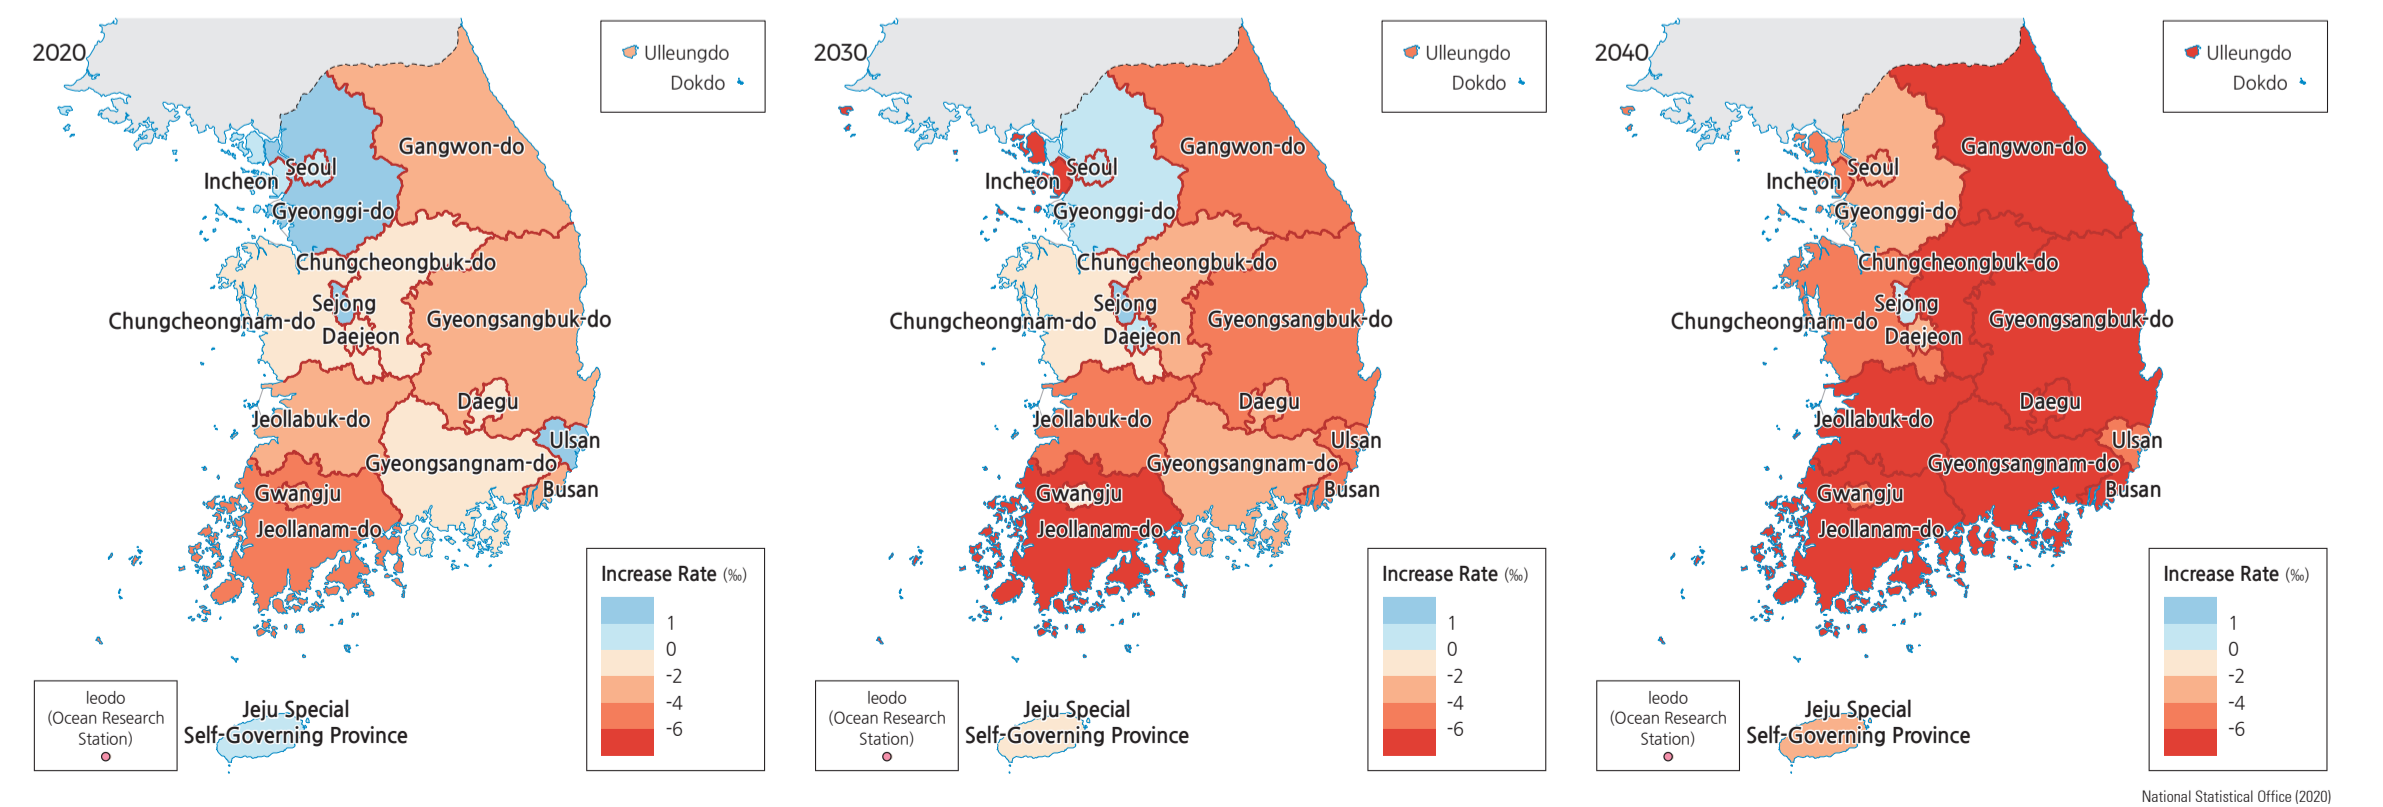 2020
Ulleungdo
Dokdo
Gangwon-do
Seoul
Incheon
Gyeonggi-do
Chungcheongbuk-do
Sejong
Chungcheongnam-do
Gyeongsangbuk-do
Daejeon
Daegu
Jeollabuk-do
Ulsan
Gyeongsangnam-do
Gwangju
Busan
Jeollanam-do
Increase Rate (‰)
1
0
-2
-4
-6
Ieodo
(Ocean Research
Station)
Jeju Special
Self-Governing Province
2030
Ulleungdo
Dokdo
Gangwon-do
Seoul
Incheon
Gyeonggi-do
Chungcheongbuk-do
Sejong
Chungcheongnam-do
Gyeongsangbuk-do
Daejeon
Daegu
Jeollabuk-do
Ulsan
Gyeongsangnam-do
Gwangju
Busan
Jeollanam-do
Increase Rate (‰)
1
0
-2
-4
-6
Ieodo
(Ocean Research
Station)
Jeju Special
Self-Governing Province
2040
Ulleungdo
Dokdo
Gangwon-do
Seoul
Incheon
Gyeonggi-do
Chungcheongbuk-do
Sejong
Chungcheongnam-do
Gyeongsangbuk-do
Daejeon
Daegu
Jeollabuk-do
Ulsan
Gyeongsangnam-do
Gwangju
Busan
Jeollanam-do
Increase Rate (‰)
1
0
-2
-4
-6
Ieodo
(Ocean Research
Station)
Jeju Special
Self-Governing Province
National Statistical Office (2020)